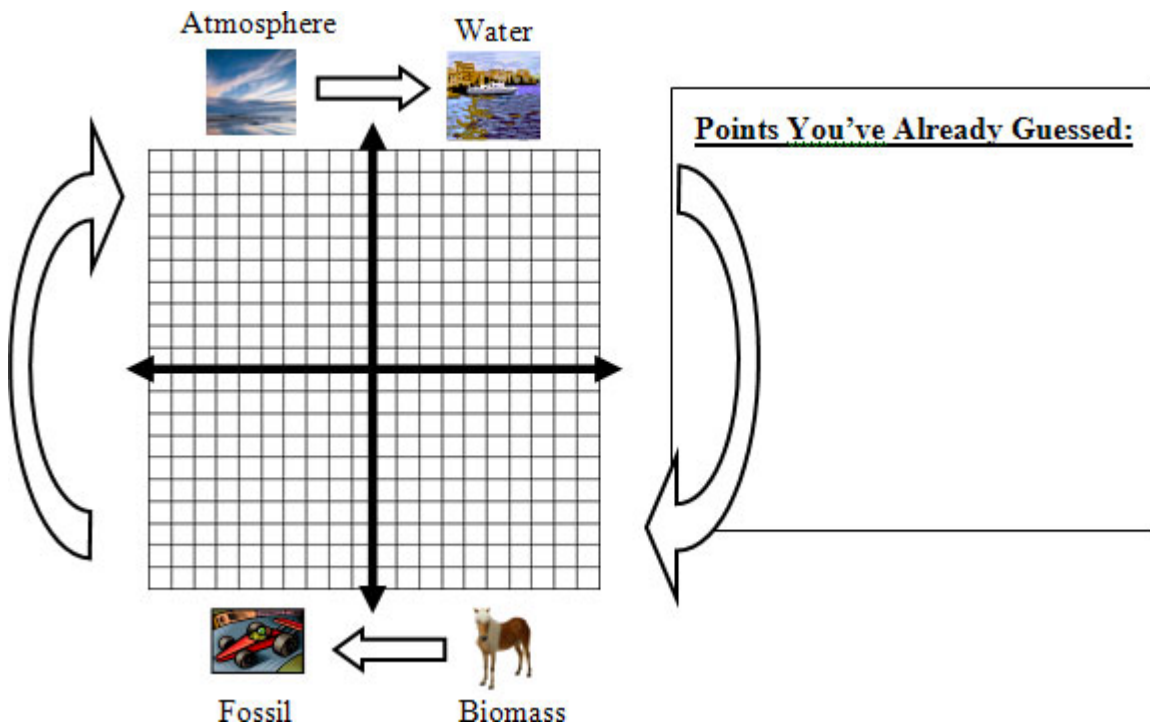 Atmosphere
Water
Points You've Already Guessed:
Fossil
Biomass